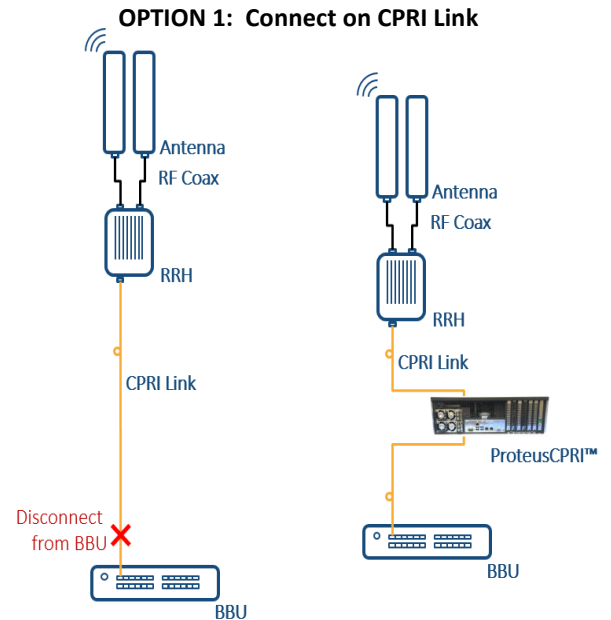 OPTION 1:  Connect on CPRI Link
Antenna
RF Coax
RRH
CPRI Link
Disconnect
from BBU
BBU
Antenna
RF Coax
RRH
CPRI Link
ProteusCPRI™
BBU